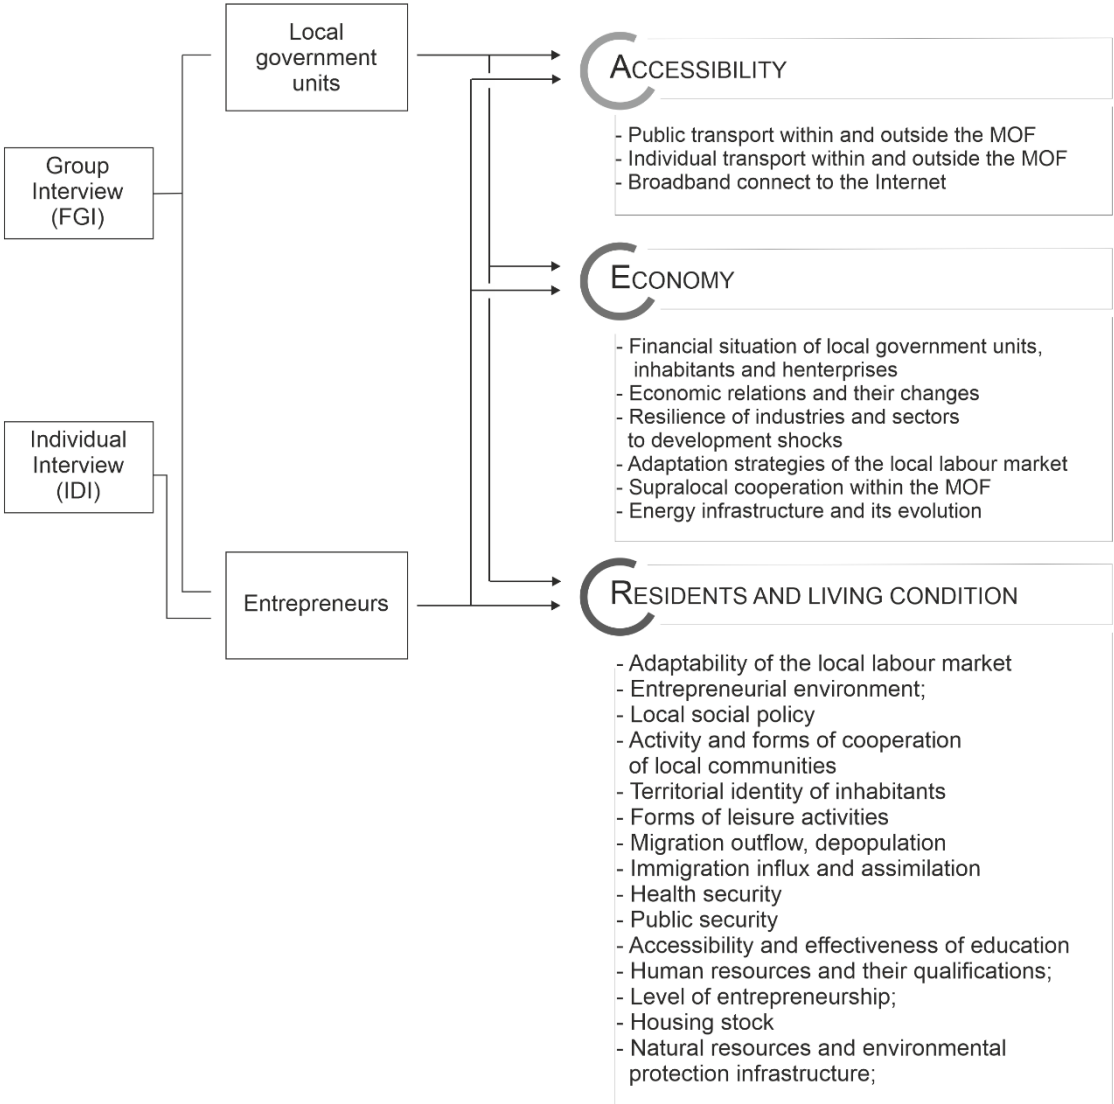 Local
government
units
Group
Interview
(FGI)
Individual
Interview
(IDI)
Entrepreneurs
ACCESSIBILITY
- Public transport within and outside the MOF
- Individual transport within and outside the MOF
- Broadband connect to the Internet
ECONOMY
- Financial situation of local government units,
inhabitants and henterprises
- Economic relations and their changes
- Resilience of industries and sectors
to development shocks
- Adaptation strategies of the local labour market
- Supralocal cooperation within the MOF
- Energy infrastructure and its evolution
RESIDENTS AND LIVING CONDITION
- Adaptability of the local labour market
- Entrepreneurial environment;
- Local social policy
- Activity and forms of cooperation
of local communities
- Territorial identity of inhabitants
- Forms of leisure activities
- Migration outflow, depopulation
- Immigration influx and assimilation
- Health security
- Public security
- Accessibility and effectiveness of education
- Human resources and their qualifications;
- Level of entrepreneurship;
- Housing stock
- Natural resources and environmental
protection infrastructure;